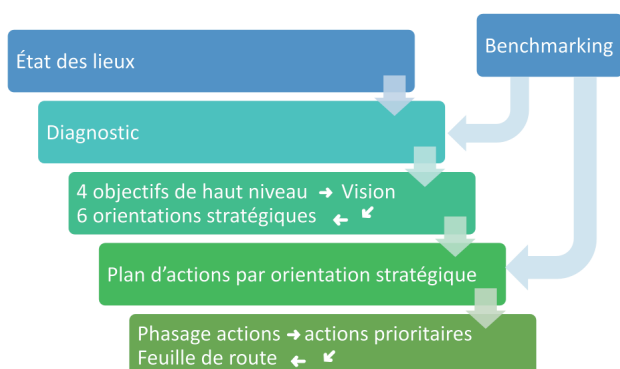 État des lieux
Benchmarking
Diagnostic
4 objectifs de haut niveau ➔ Vision
6 orientations stratégiques ← ↙
Plan d’actions par orientation stratégique
Phasage actions ➔ actions prioritaires
Feuille de route ← ↙